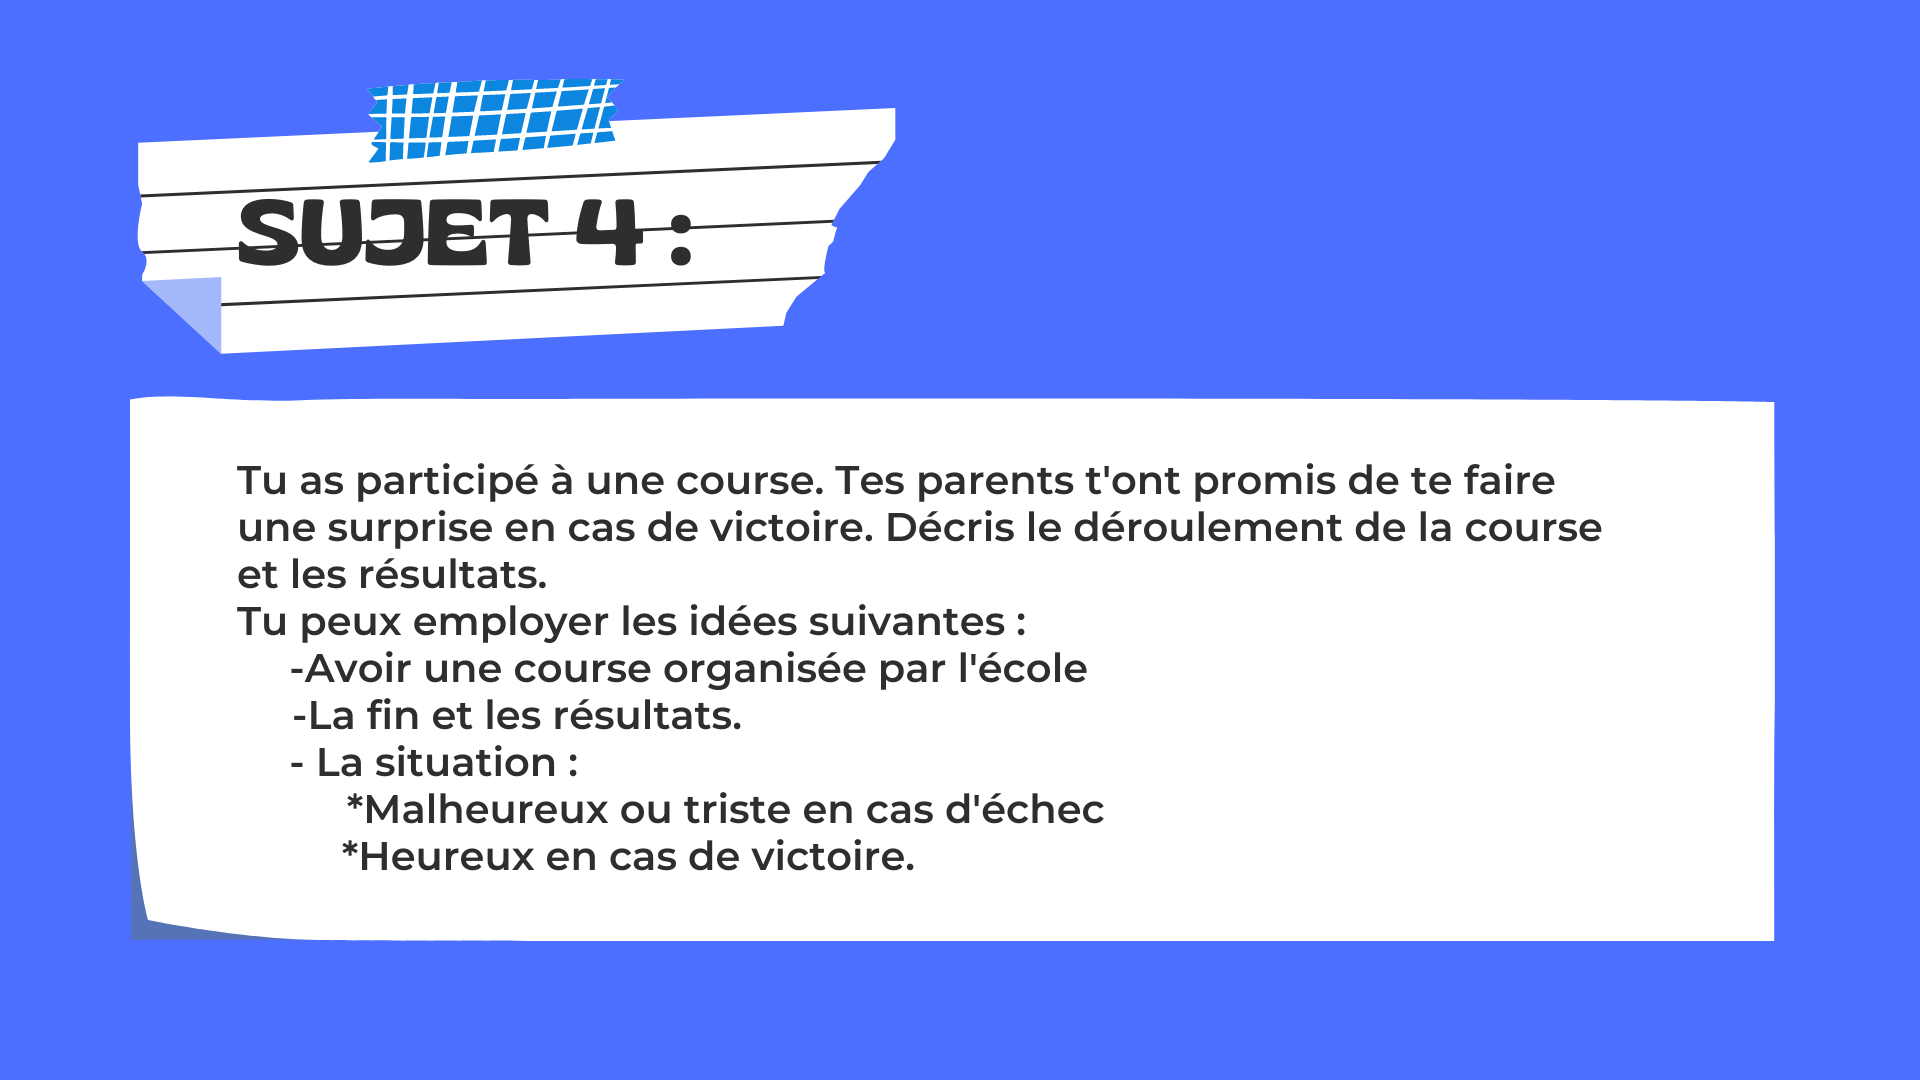 SUJET 4 :
Tu as participé à une course. Tes parents t'ont promis de te faire
une surprise en cas de victoire. Décris le déroulement de la course
et les résultats.
Tu peux employer les idées suivantes :
-Avoir une course organisée par l'école
-La fin et les résultats.
- La situation :
*Malheureux ou triste en cas d'échec
*Heureux en cas de victoire.